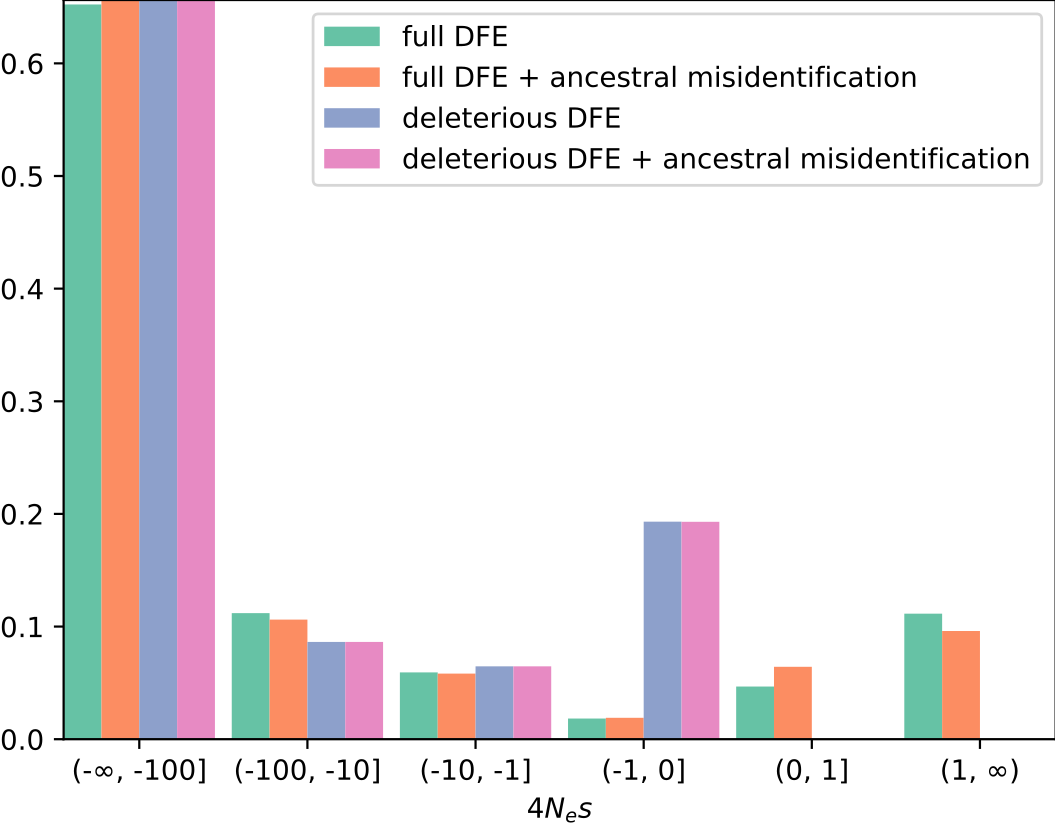 full DFE
full DFE + ancestral misidentification
deleterious DFE
deleterious DFE + ancestral misidentification
0.6
0.5
0.4
0.3
0.2
0.1
0.0
(-∞, -100] (-100, -10] (-10, -1] (-1, 0] (0, 1] (1, ∞)
4Nₑs